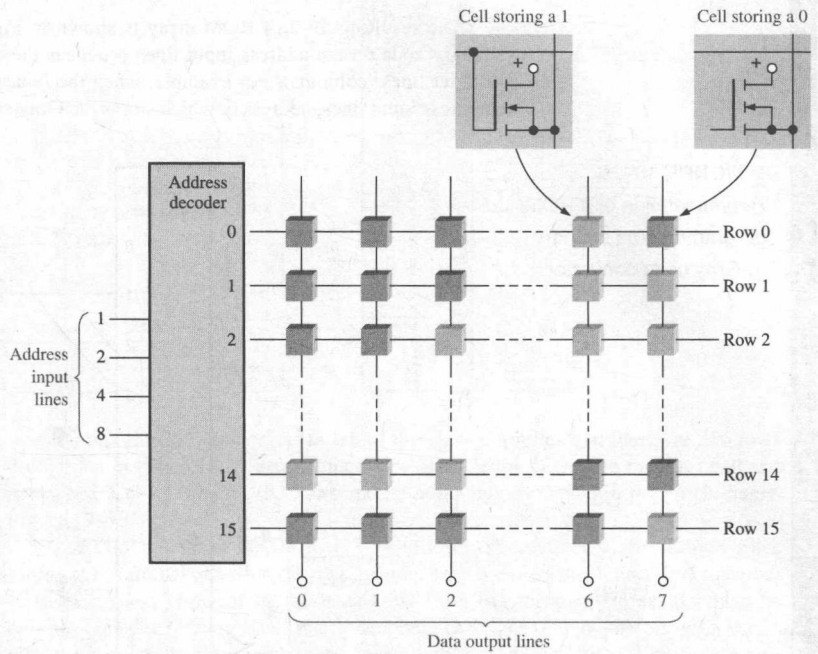 Cell storing a 1
Cell storing a 0
+
+
Address
decoder
0
Row 0
1
Row 1
2
Row 2
Address
input
lines
1
2
4
8
14
Row 14
15
Row 15
0
1
2
6
7
Data output lines